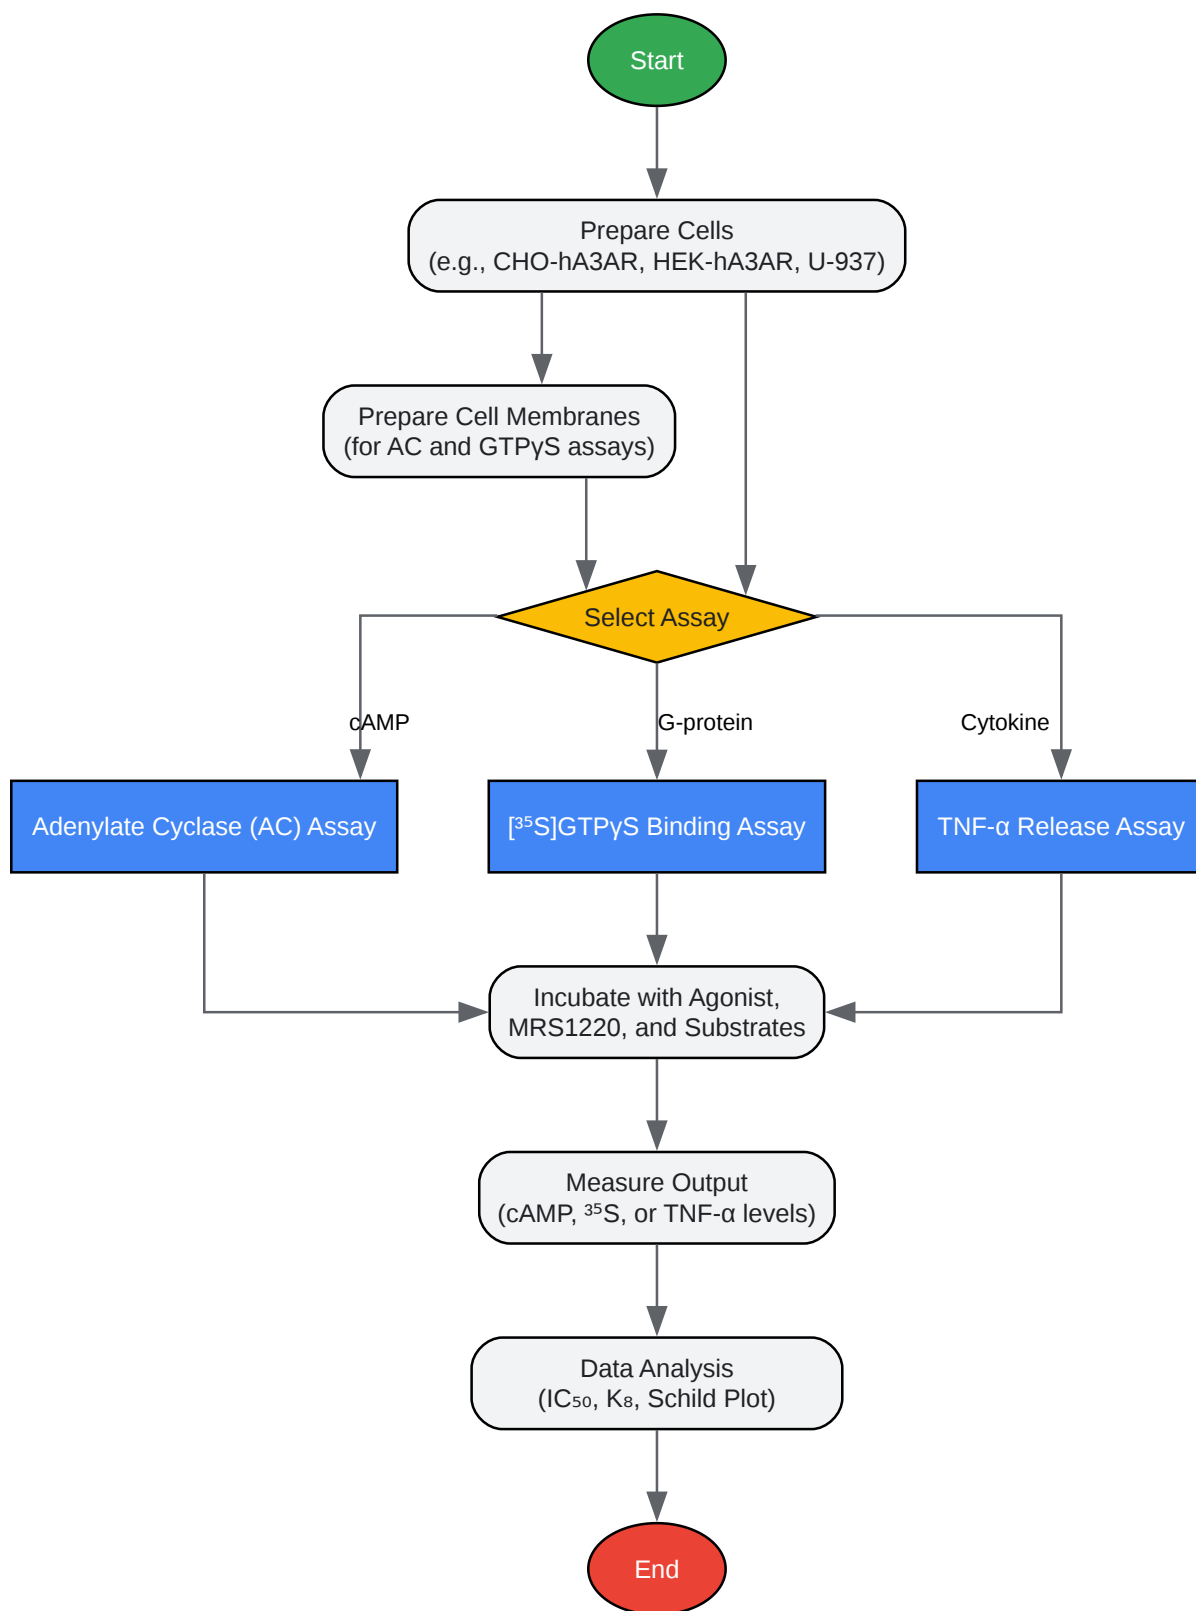 Start
Prepare Cells
(e.g., CHO-hA3AR, HEK-hA3AR, U-937)
Prepare Cell Membranes
(for AC and GTPγS assays)
Select Assay
cAMP
G-protein
Cytokine
Adenylate Cyclase (AC) Assay
[³⁵S]GTPγS Binding Assay
TNF-α Release Assay
Incubate with Agonist,
MRS1220, and Substrates
Measure Output
(cAMP, ³⁵S, or TNF-α levels)
Data Analysis
(IC₅₀, K₈, Schild Plot)
End